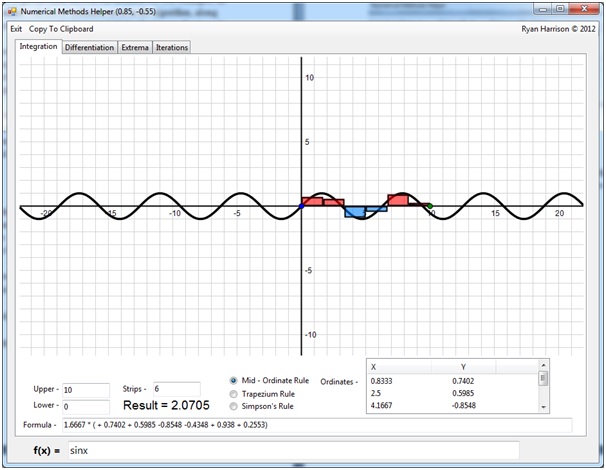 Numerical Methods Helper (0.85, -0.55)
Exit Copy To Clipboard Ryan Harrison © 2012
Integration Differentiation Extrema Iterations
10
5
-20 -15 -10 -5 5 10 15 20
-5
-10
Upper - 10 Strips - 6
Lower - 0 Result = 2.0705
Mid - Ordinate Rule
Trapezium Rule
Simpson's Rule
Ordinates -
X Y
0.8333 0.7402
2.5 0.5985
4.1667 -0.8548
Formula - 1.6667 * ( + 0.7402 + 0.5985 -0.8548 -0.4348 + 0.938 + 0.2553)
f(x) = sinx